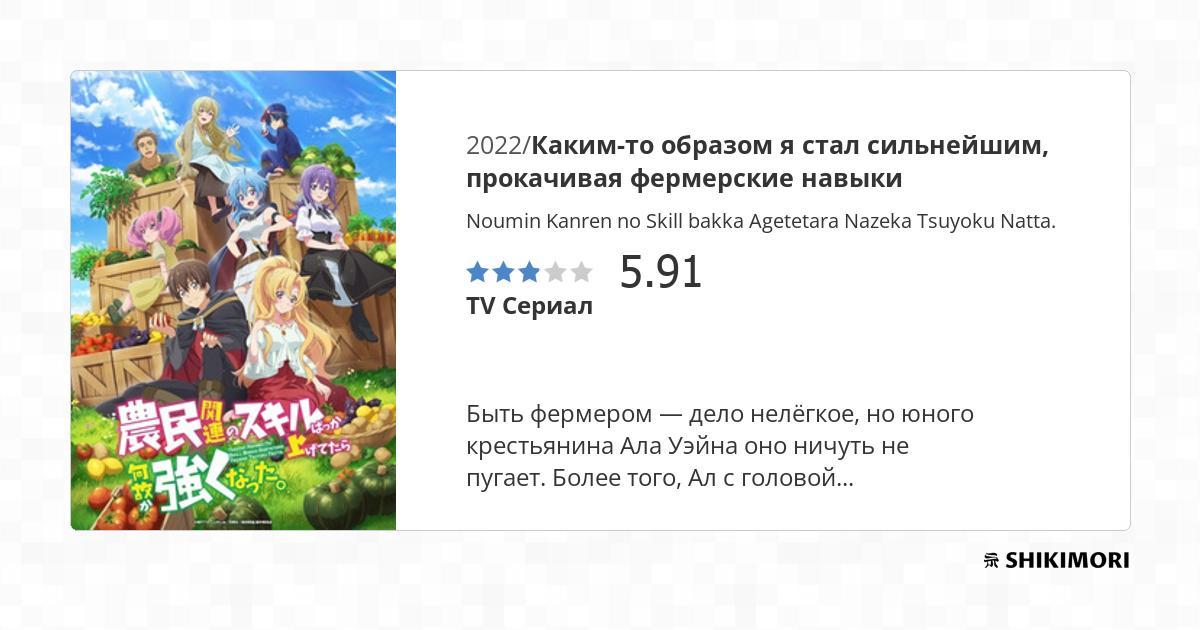 2022/Каким-то образом я стал сильнейшим,
прокачивая фермерские навыки
Noumin Kanren no Skill bakka Agetetara Nazeka Tsuyoku Natta.
5.91
TV Сериал
Быть фермером — дело нелёгкое, но юного
крестьянина Ала Уэйна оно ничуть не
пугает. Более того, Ал с головой...
農民関連のスキルばっか
上げてたら
何故か強くなった。
SHIKIMORI